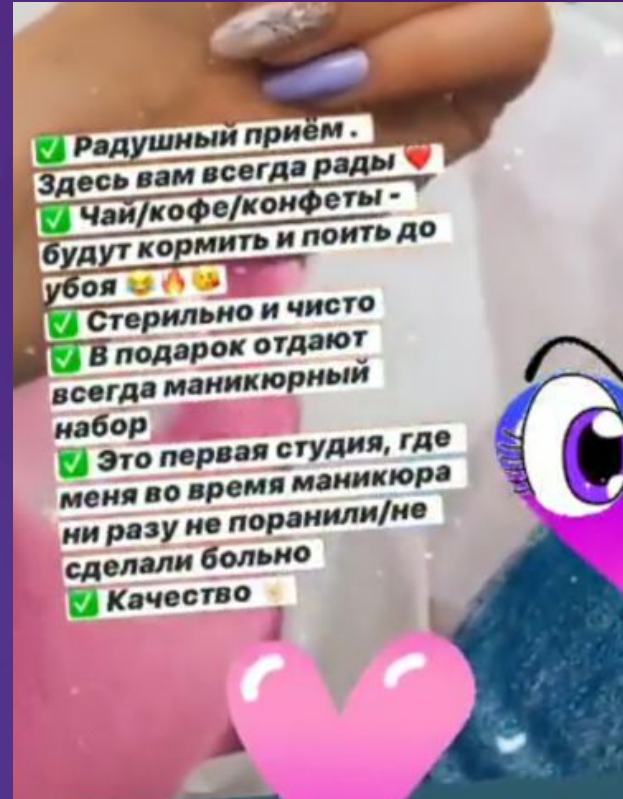 ✅ Радушный приём .
Здесь вам всегда рады ❤️
✅ Чай/кофе/конфеты -
будут кормить и поить до
убоя 😂🔥😘
✅ Стерильно и чисто
✅ В подарок отдают
всегда маникюрный
набор
✅ Это первая студия, где
меня во время маникюра
ни разу не поранили/не
сделали больно
✅ Качество 👌🏻